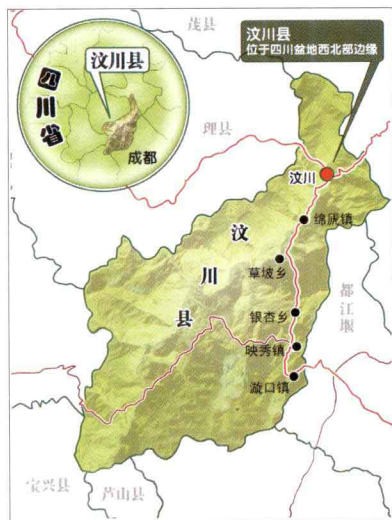 茂县
汶川县
位于四川盆地西北部边缘
汶川县
四川省
成都
理县
汶川
绵虒镇
汶川县
草坡乡
都江堰
银杏乡
映秀镇
漩口镇
宝兴县
芦山县